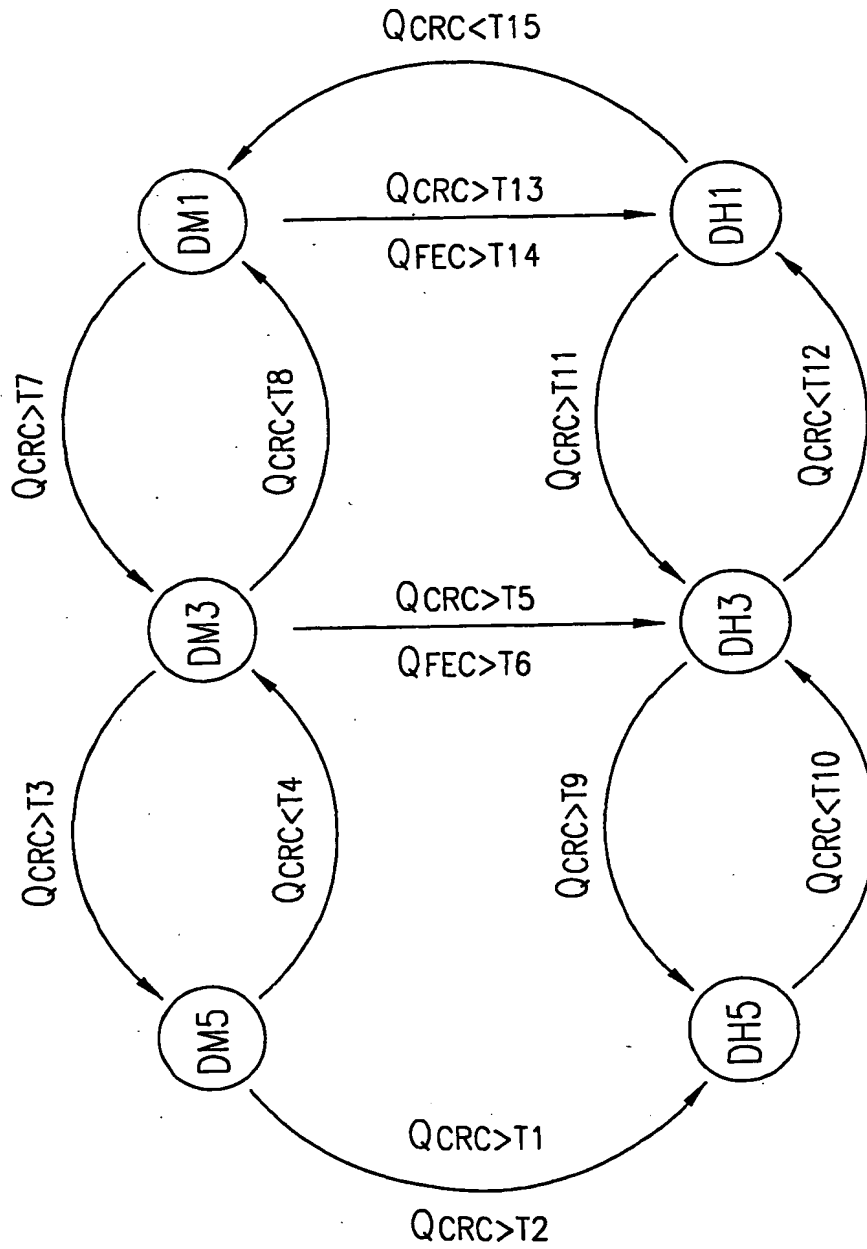 QCRC<T15
DM1
QCRC>T13
QFEC>T14
DH1
QCRC>T7
QCRC<T8
QCRC>T11
QCRC<T12
DM3
QCRC>T5
QFEC>T6
DH3
QCRC>T3
QCRC<T4
QCRC>T9
QCRC<T10
DM5
DH5
QCRC>T1
QCRC>T2